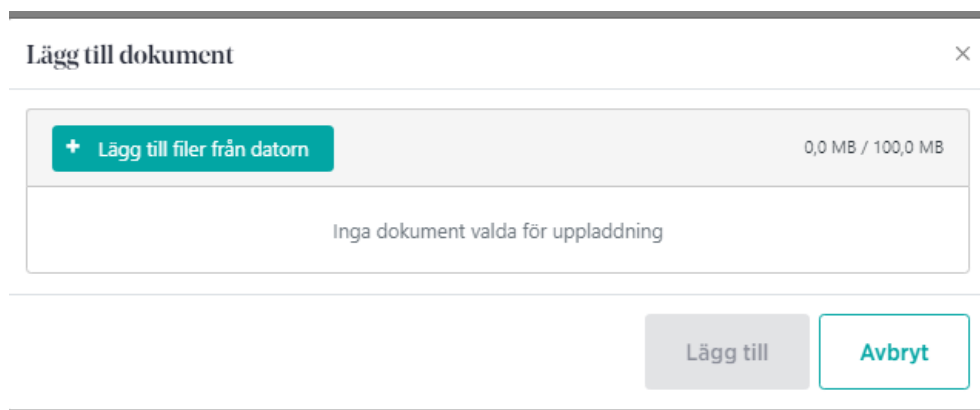 Lägg till dokument
Lägg till filer från datorn
0,0 MB / 100,0 MB
Inga dokument valda för uppladdning
Lägg till
Avbryt